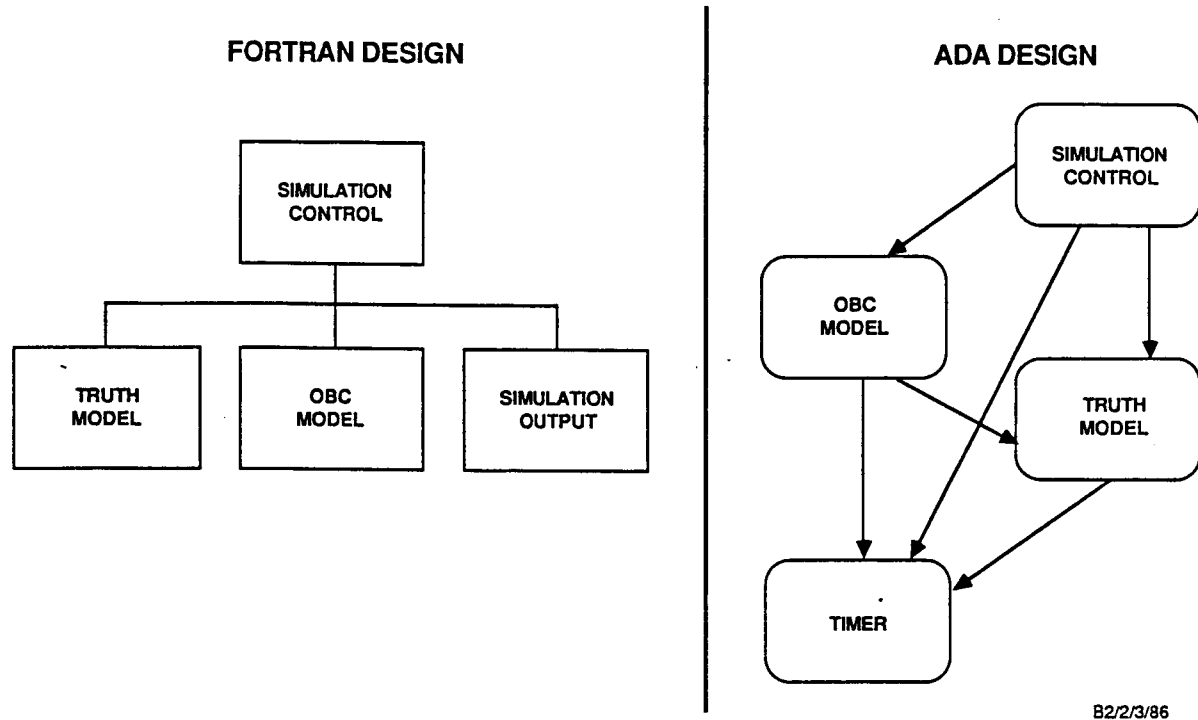 FORTRAN DESIGN
SIMULATION
CONTROL
TRUTH
MODEL
OBC
MODEL
SIMULATION
OUTPUT
ADA DESIGN
SIMULATION
CONTROL
OBC
MODEL
TRUTH
MODEL
TIMER
B2/2/3/86